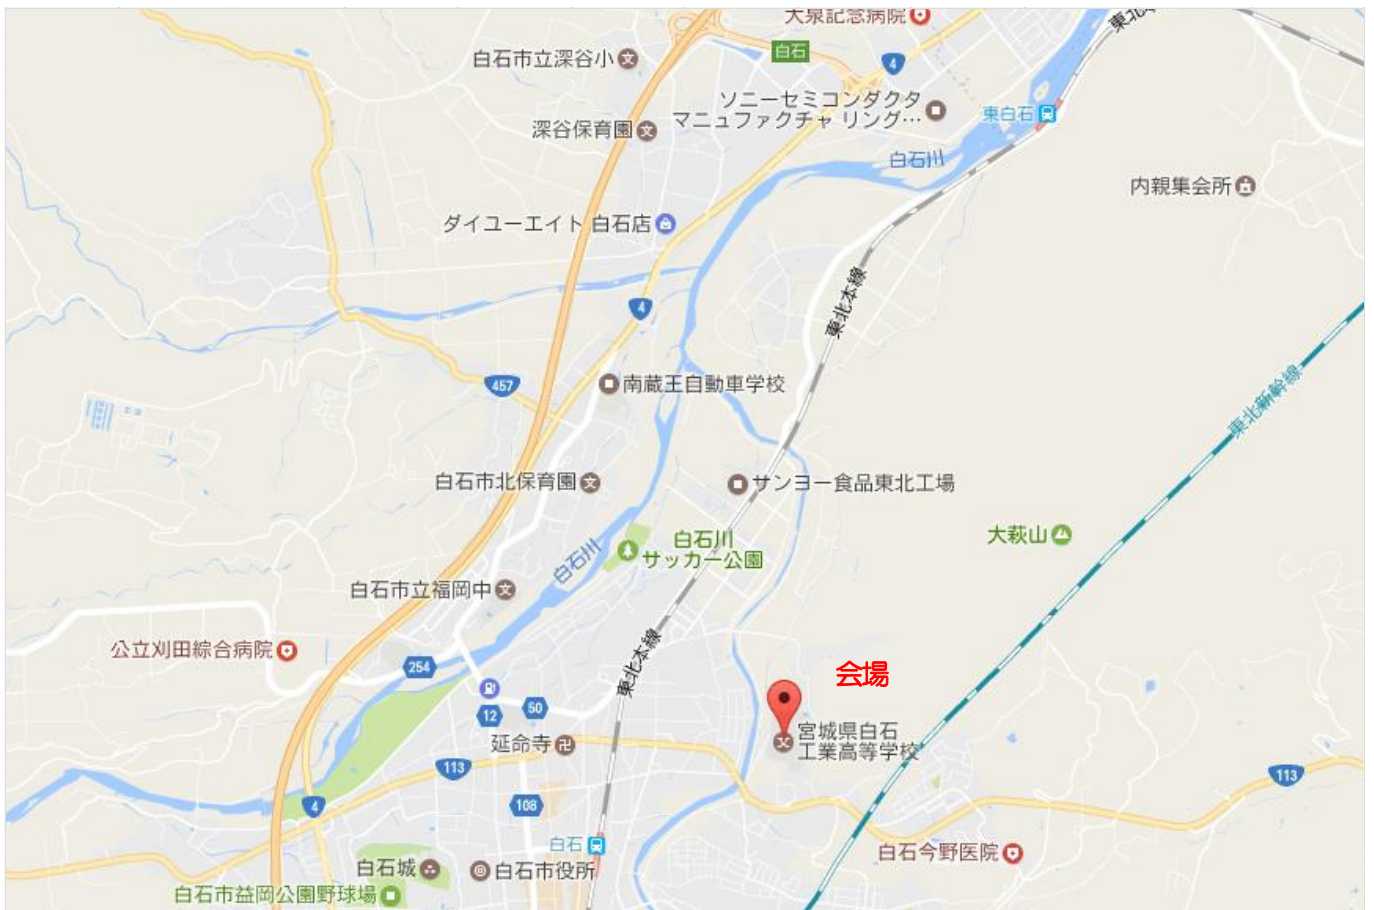 大泉記念病院
東北
白石
白石市立深谷小
4
ソニーセミコンダクタ
マニュファクチャ リング…
東白石
深谷保育園
白石川
内親集会所
ダイユーエイト 白石店
東北本線
4
457
南蔵王自動車学校
東北新幹線
白石市北保育園
サンヨー食品東北工場
大萩山
白石川
サッカー公園
白石川
白石市立福岡中
公立刈田綜合病院
254
東北本線
会場
12
50
宮城県白石
工業高等学校
延命寺
113
113
4
108
白石
白石今野医院
白石城
白石市役所
白石市益岡公園野球場